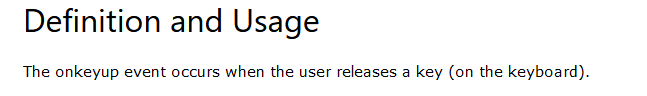 Definition and Usage
The onkeyup event occurs when the user releases a key (on the keyboard).